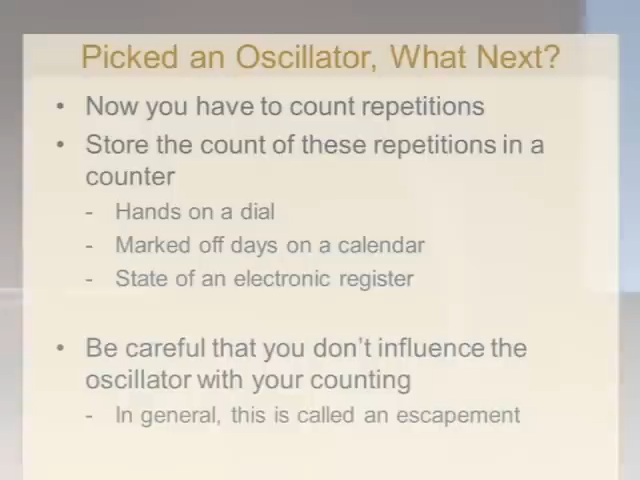 Picked an Oscillator, What Next?
• Now you have to count repetitions
• Store the count of these repetitions in a
counter
- Hands on a dial
- Marked off days on a calendar
- State of an electronic register
• Be careful that you don't influence the
oscillator with your counting
- In general, this is called an escapement